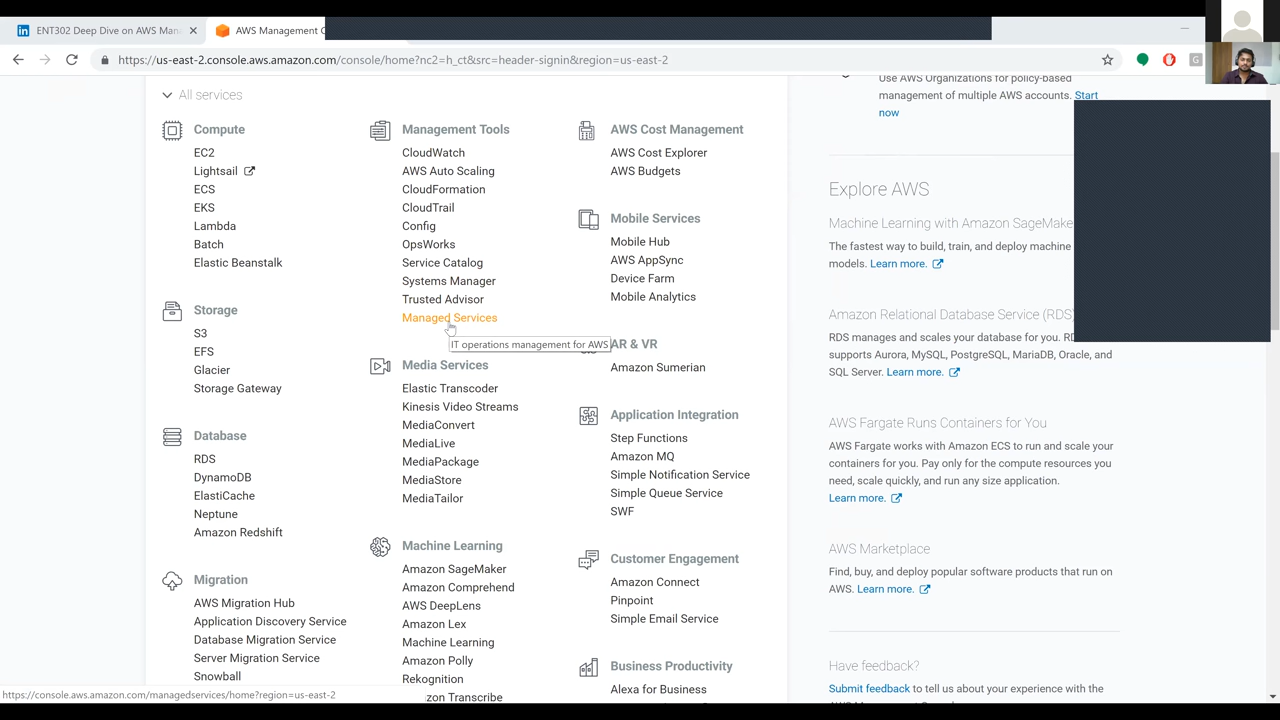 ENT302 Deep Dive on AWS Man
AWS Management C
https://us-east-2.console.aws.amazon.com/console/home?nc2=h_ct&src=header-signin&region=us-east-2
All services
Compute
EC2
Lightsail
ECS
EKS
Lambda
Batch
Elastic Beanstalk
Storage
S3
EFS
Glacier
Storage Gateway
Database
RDS
DynamoDB
ElastiCache
Neptune
Amazon Redshift
Migration
AWS Migration Hub
Application Discovery Service
Database Migration Service
Server Migration Service
Snowball
Management Tools
CloudWatch
AWS Auto Scaling
CloudFormation
CloudTrail
Config
OpsWorks
Service Catalog
Systems Manager
Trusted Advisor
Managed Services
IT operations management for AWS
Media Services
Elastic Transcoder
Kinesis Video Streams
MediaConvert
MediaLive
MediaPackage
MediaStore
MediaTailor
Machine Learning
Amazon SageMaker
Amazon Comprehend
AWS DeepLens
Amazon Lex
Machine Learning
Amazon Polly
Rekognition
zon Transcribe
AWS Cost Management
AWS Cost Explorer
AWS Budgets
Mobile Services
Mobile Hub
AWS AppSync
Device Farm
Mobile Analytics
AR & VR
Amazon Sumerian
Application Integration
Step Functions
Amazon MQ
Simple Notification Service
Simple Queue Service
SWF
Customer Engagement
Amazon Connect
Pinpoint
Simple Email Service
Business Productivity
Alexa for Business
Use AWS Organizations for policy-based
management of multiple AWS accounts. Start
now
Explore AWS
Machine Learning with Amazon SageMake
The fastest way to build, train, and deploy machine
models. Learn more.
Amazon Relational Database Service (RDS)
RDS manages and scales your database for you. RD
supports Aurora, MySQL, PostgreSQL, MariaDB, Oracle, and
SQL Server. Learn more.
AWS Fargate Runs Containers for You
AWS Fargate works with Amazon ECS to run and scale your
containers for you. Pay only for the compute resources you
need, scale quickly, and run any size application.
Learn more.
AWS Marketplace
Find, buy, and deploy popular software products that run on
AWS. Learn more.
Have feedback?
Submit feedback to tell us about your experience with the
https://console.aws.amazon.com/managedservices/home?region=us-east-2